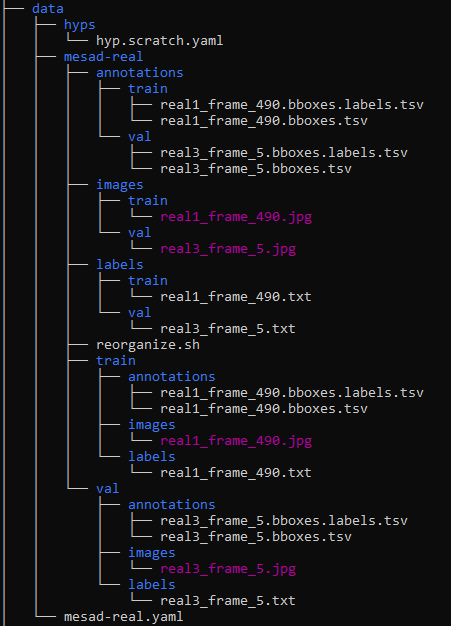 data
hyps
hyp.scratch.yaml
mesad-real
annotations
train
real1_frame_490.bboxes.labels.tsv
real1_frame_490.bboxes.tsv
val
real3_frame_5.bboxes.labels.tsv
real3_frame_5.bboxes.tsv
images
train
real1_frame_490.jpg
val
real3_frame_5.jpg
labels
train
real1_frame_490.txt
val
real3_frame_5.txt
reorganize.sh
train
annotations
real1_frame_490.bboxes.labels.tsv
real1_frame_490.bboxes.tsv
images
real1_frame_490.jpg
labels
real1_frame_490.txt
val
annotations
real3_frame_5.bboxes.labels.tsv
real3_frame_5.bboxes.tsv
images
real3_frame_5.jpg
labels
real3_frame_5.txt
mesad-real.yaml